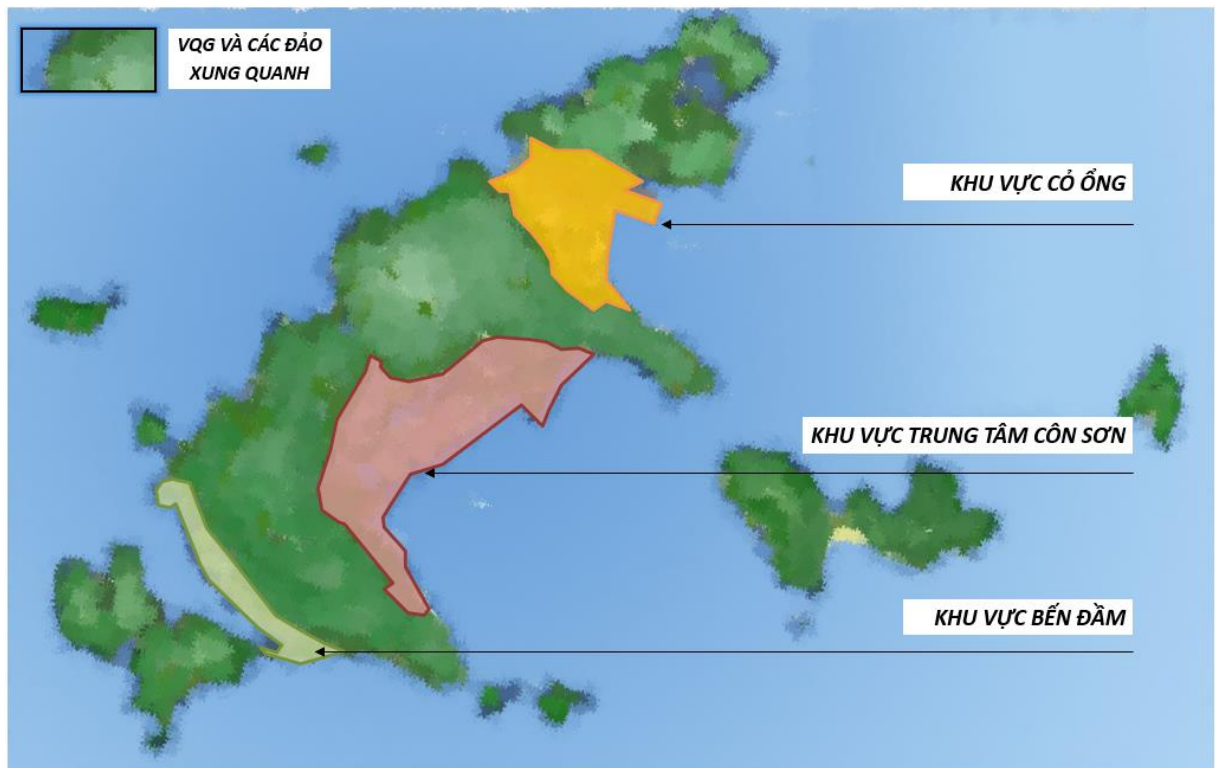 VQG VÀ CÁC ĐẢO
XUNG QUANH
KHU VỰC CỎ ỐNG
KHU VỰC TRUNG TÂM CÔN SƠN
KHU VỰC BẾN ĐẦM